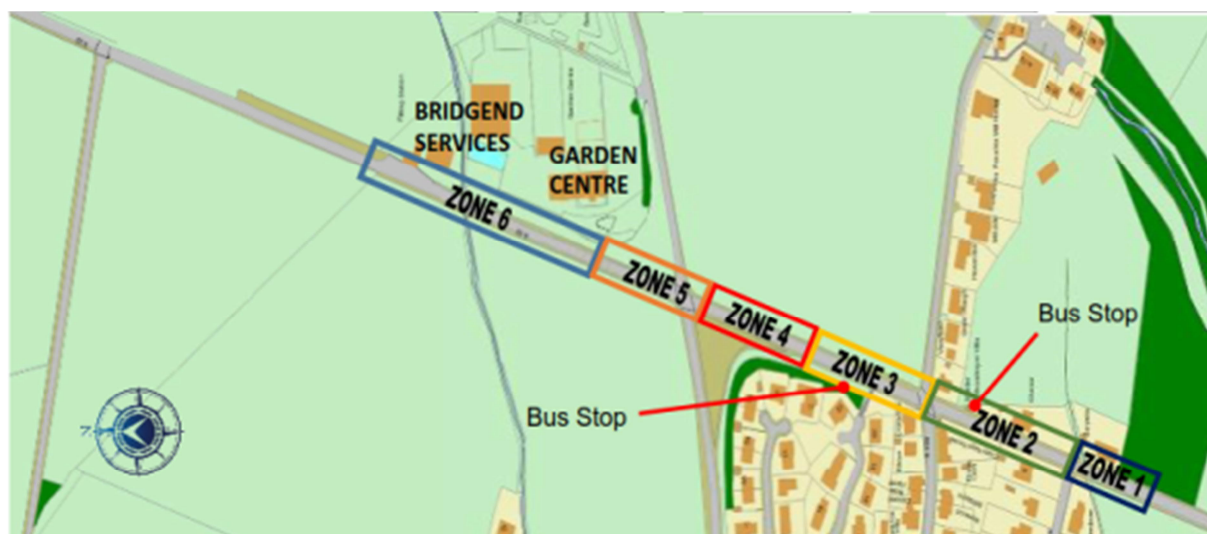 BRIDGEND
SERVICES
GARDEN
CENTRE
ZONE 6
ZONE 5
ZONE 4
ZONE 3
ZONE 2
ZONE 1
Bus Stop
Bus Stop